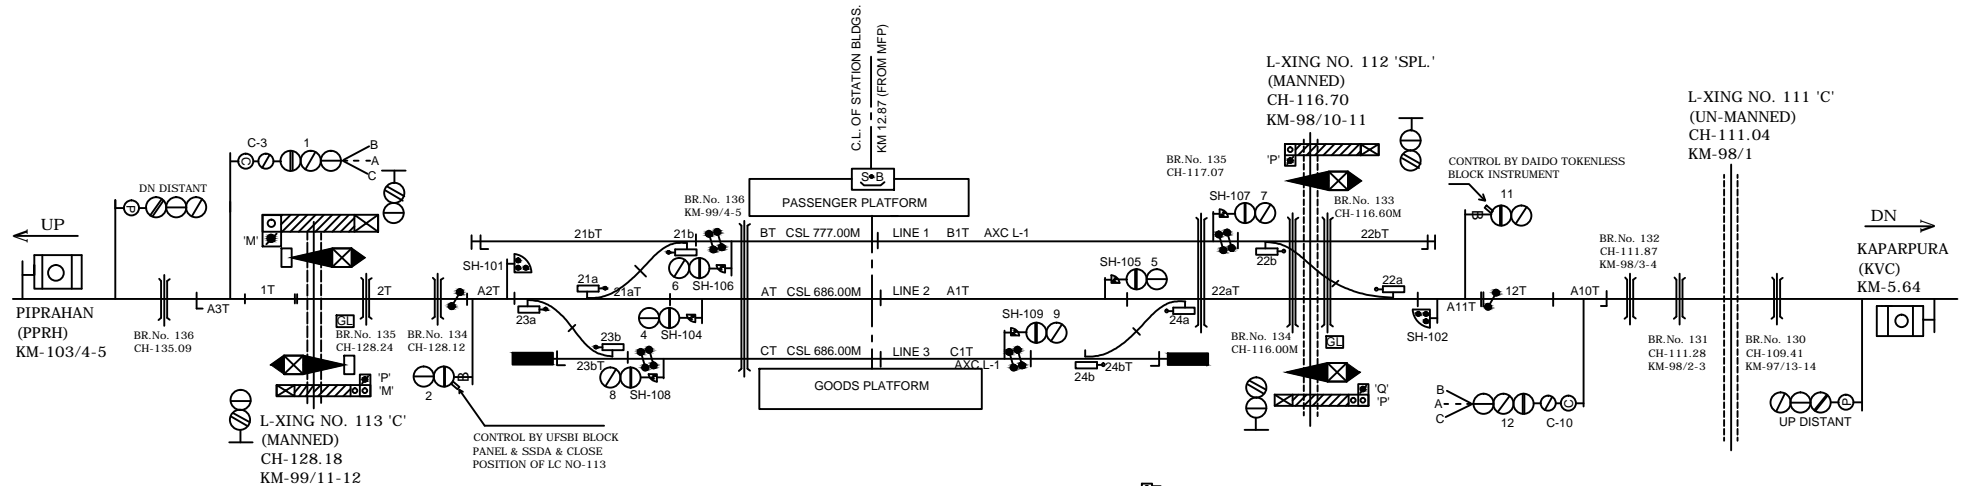 C.L. OF STATION BLDGS.
KM 12.87 (FROM MFP)
L-XING NO. 112 'SPL.'
(MANNED)
CH-116.70
KM-98/10-11
L-XING NO. 111 'C'
(UN-MANNED)
CH-111.04
KM-98/1
C-3
1
B
A
C
C
DN DISTANT
P
UP
'M'
PIPRAHAN
(PPRH)
KM-103/4-5
BR.No. 136
CH-135.09
A3T
1T
2T
GL
BR.No. 135
CH-128.24
BR.No. 134
CH-128.12
'P'
'M'
L-XING NO. 113 'C'
(MANNED)
CH-128.18
KM-99/11-12
2
B
CONTROL BY UFSBI BLOCK
PANEL & SSDA & CLOSE
POSITION OF LC NO-113
A2T
SH-101
21bT
21b
21a
21aT
23a
23b
23bT
6
SH-106
4
SH-104
8
SH-108
BR.No. 136
KM-99/4-5
S B
PASSENGER PLATFORM
BT CSL 777.00M LINE 1 B1T AXC L-1
AT CSL 686.00M LINE 2 A1T
CT CSL 686.00M LINE 3 C1T
AXC L-1
GOODS PLATFORM
SH-105 5
SH-109 9
24a
24b
24bT
BR.No. 135
CH-117.07
SH-107 7
22b
22aT
22a
22bT
'P'
BR.No. 133
CH-116.60M
BR.No. 134
CH-116.00M
GL
'Q'
'P'
CONTROL BY DAIDO TOKENLESS
BLOCK INSTRUMENT
11
B
SH-102
A11T
12T
A10T
B
A
C
12
C-10
C
BR.No. 132
CH-111.87
KM-98/3-4
BR.No. 131
CH-111.28
KM-98/2-3
BR.No. 130
CH-109.41
KM-97/13-14
P
UP DISTANT
DN
KAPARPURA
(KVC)
KM-5.64